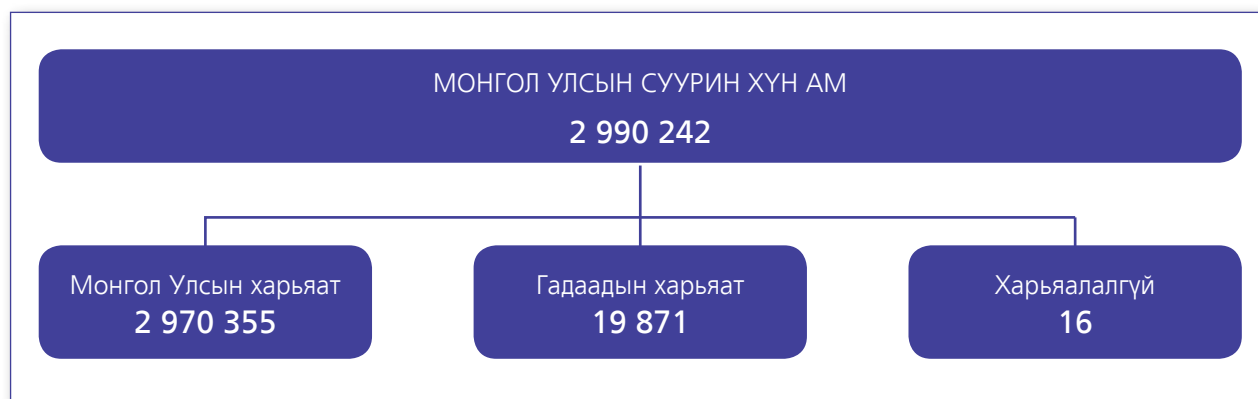 МОНГОЛ УЛСЫН СУУРИН ХҮН АМ
2 990 242
Монгол Улсын харьяат
2 970 355
Гадаадын харьяат
19 871
Харьяалалгүй
16